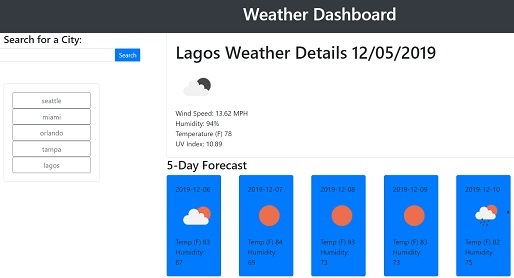 Weather Dashboard
Search for a City:
Search
seattle
miami
orlando
tampa
lagos
Lagos Weather Details 12/05/2019
Wind Speed: 13.62 MPH
Humidity: 94%
Temperature (F) 78
UV Index: 10.89
5-Day Forecast
2019-12-06
Temp (F) 83
Humidity:
67
2019-12-07
Temp (F) 84
Humidity:
69
2019-12-08
Temp (F) 83
Humidity:
73
2019-12-09
Temp (F) 83
Humidity:
73
2019-12-10
Temp (F) 82
Humidity:
75